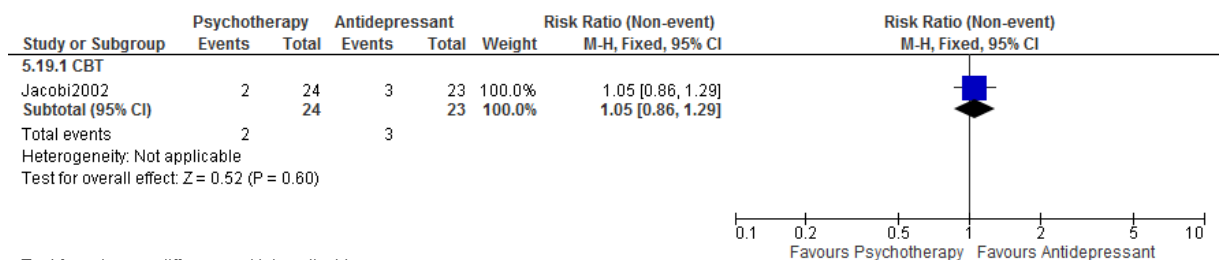 Psychotherapy Antidepressant Risk Ratio (Non-event) Risk Ratio (Non-event)
Study or Subgroup Events Total Events Total Weight M-H, Fixed, 95% CI M-H, Fixed, 95% CI
5.19.1 CBT
Jacobi2002 2 24 3 23 100.0% 1.05 [0.86, 1.29]
Subtotal (95% CI) 24 23 100.0% 1.05 [0.86, 1.29]
Total events 2 3
Heterogeneity: Not applicable
Test for overall effect: Z = 0.52 (P = 0.60)
0.1 0.2 0.5 1 2 5 10
Favours Psychotherapy Favours Antidepressant